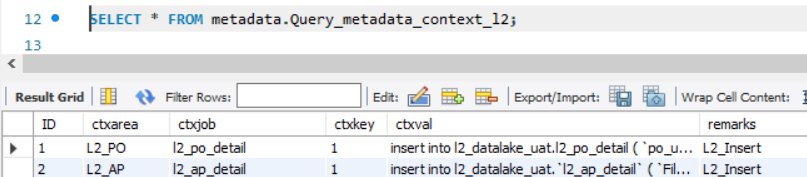 12 SELECT * FROM metadata.Query_metadata_context_l2;
13
Result Grid Filter Rows: Edit: Export/Import: Wrap Cell Content:
ID ctxarea ctxjob ctxkey ctxval remarks
1 L2_PO l2_po_detail 1 insert into l2_datalake_uat.l2_po_detail ( `po_u... L2_Insert
2 L2_AP l2_ap_detail 1 insert into l2_datalake_uat.`l2_ap_detail` ( `Fil... L2_Insert